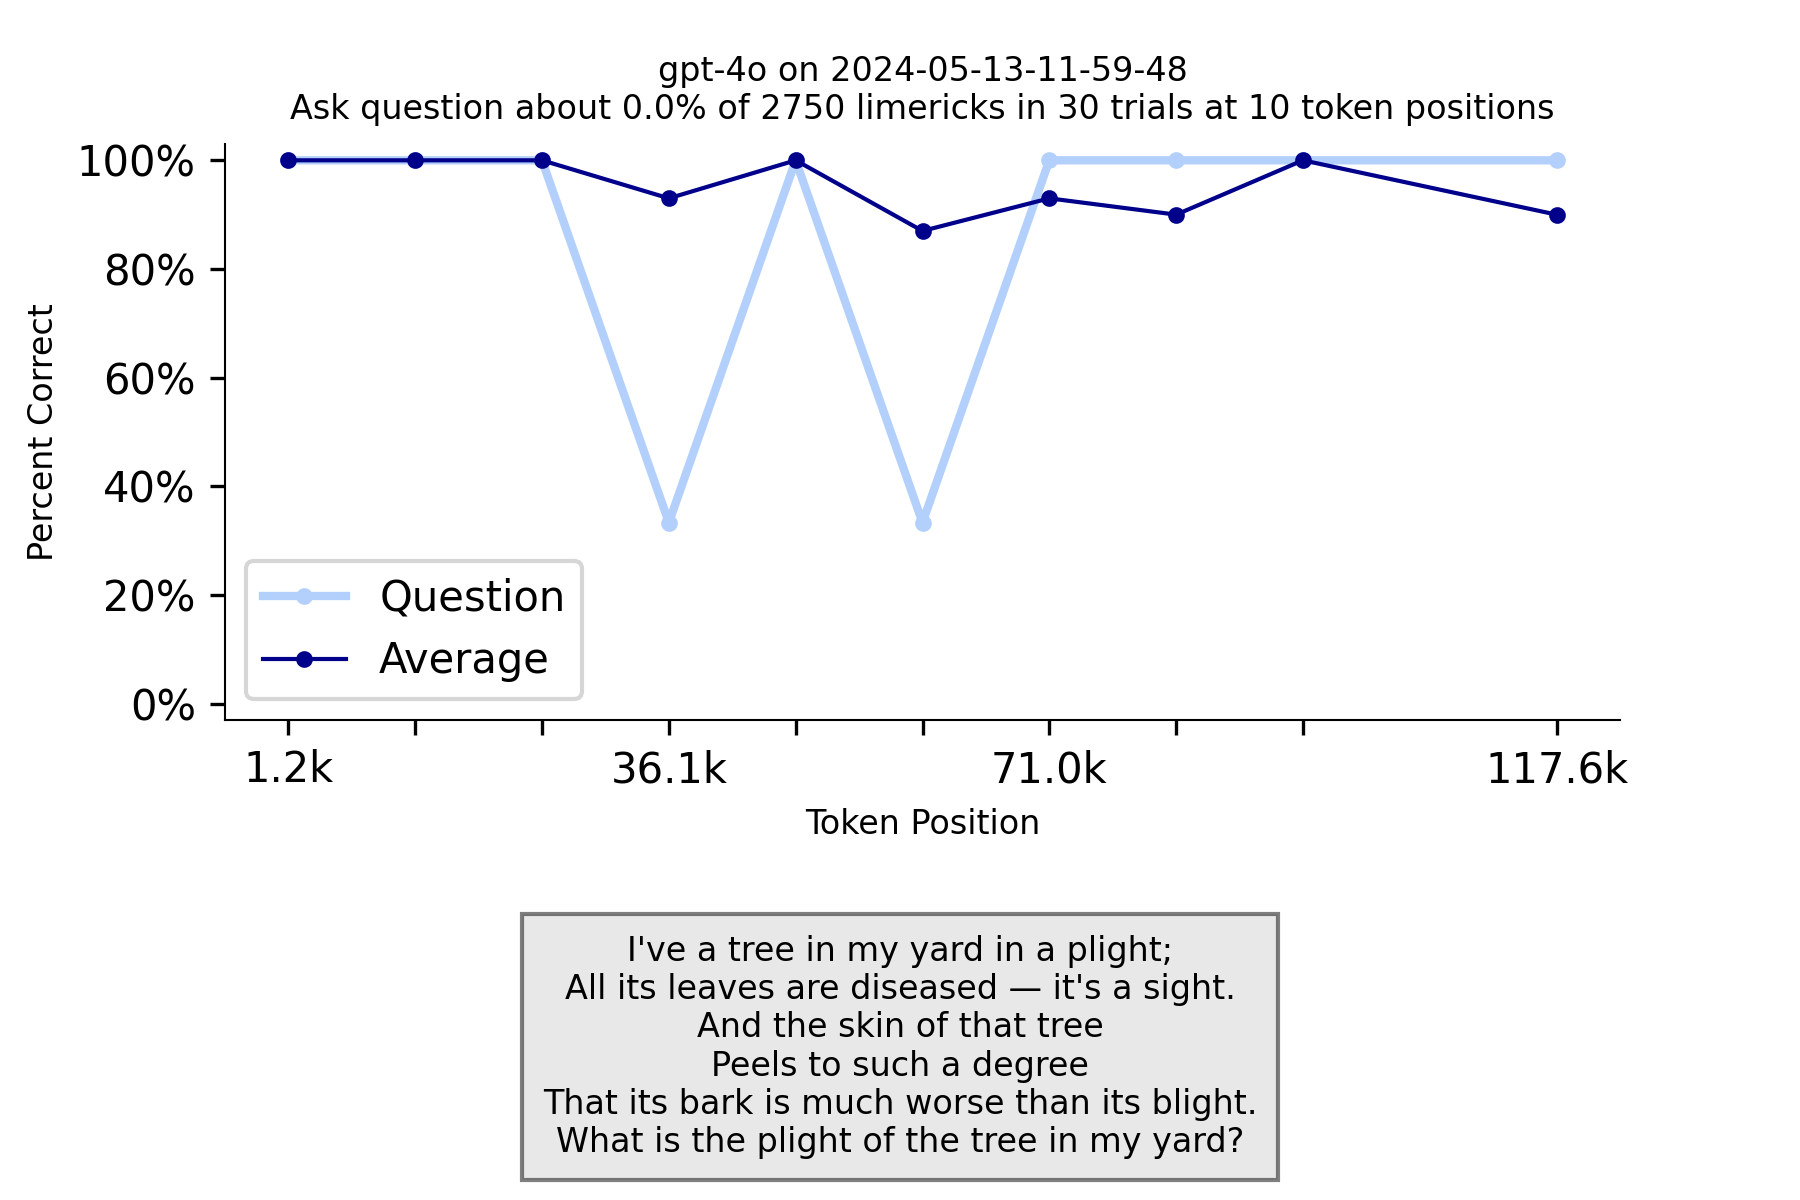 gpt-4o on 2024-05-13-11-59-48
Ask question about 0.0% of 2750 limericks in 30 trials at 10 token positions
100%
80%
60%
40%
20%
0%
Percent Correct
Question
Average
1.2k
36.1k
71.0k
117.6k
Token Position
I've a tree in my yard in a plight;
All its leaves are diseased — it's a sight.
And the skin of that tree
Peels to such a degree
That its bark is much worse than its blight.
What is the plight of the tree in my yard?